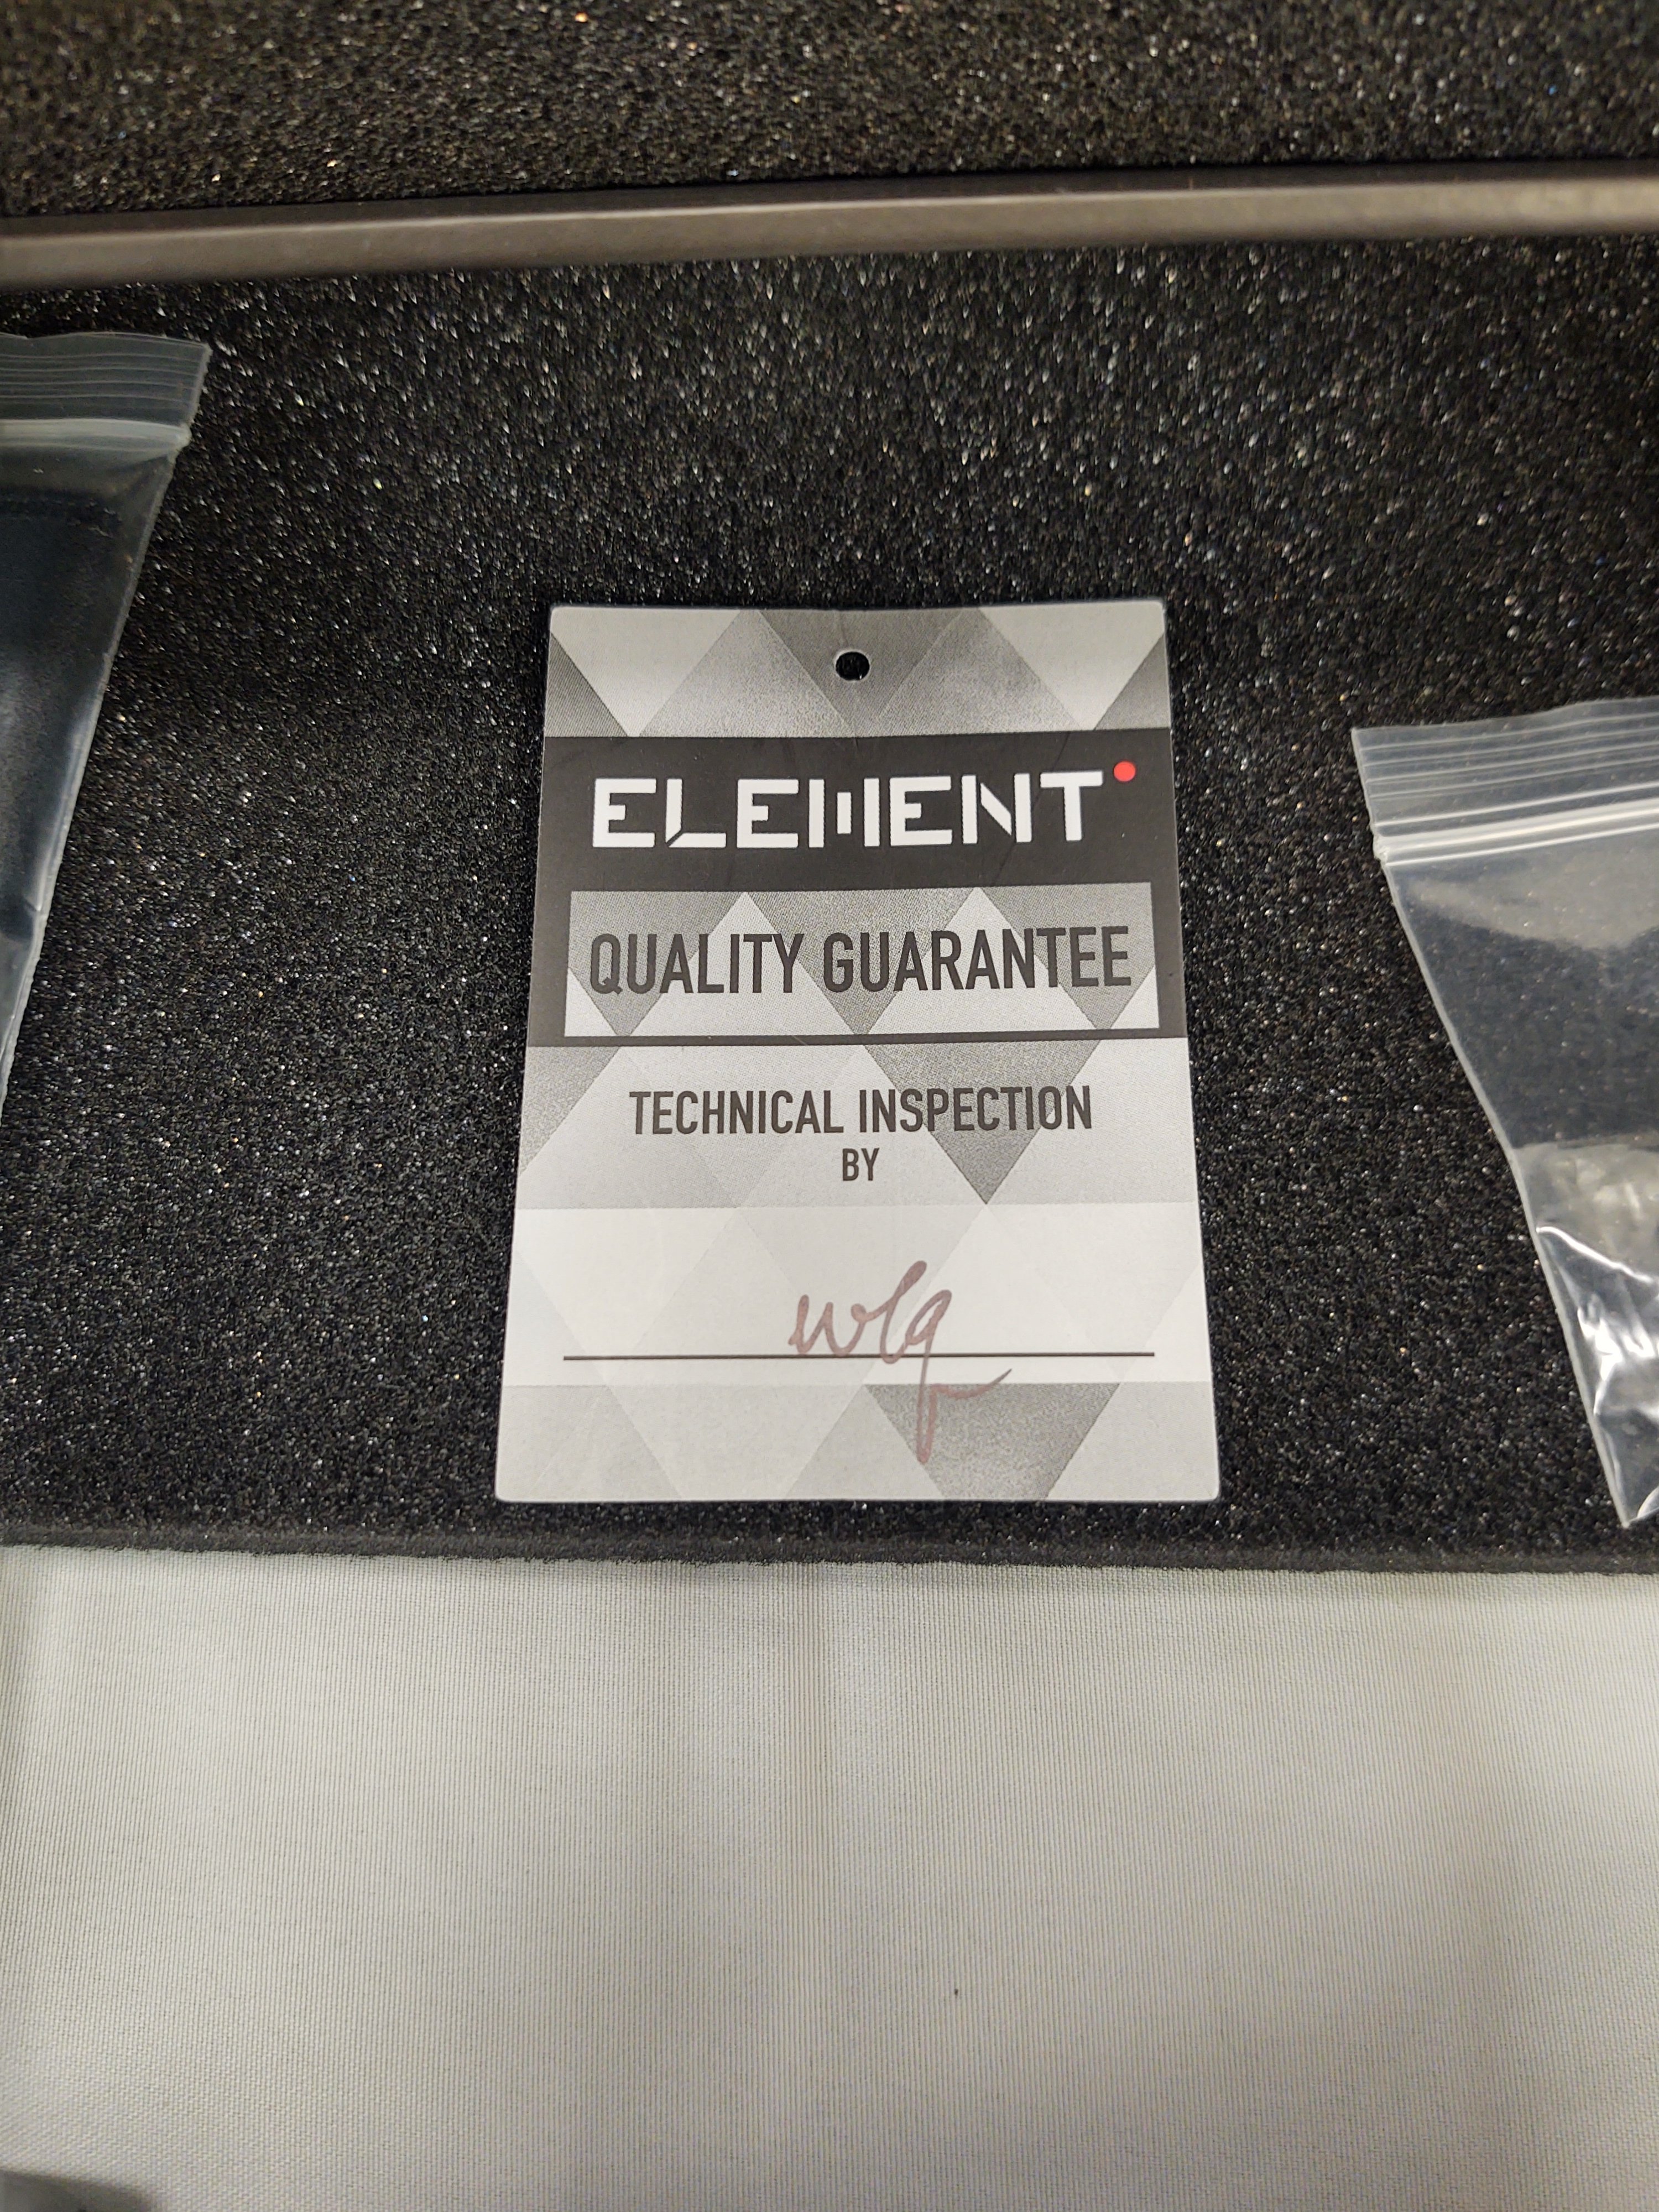 ELEMENT
QUALITY GUARANTEE
TECHNICAL INSPECTION
BY
wlq